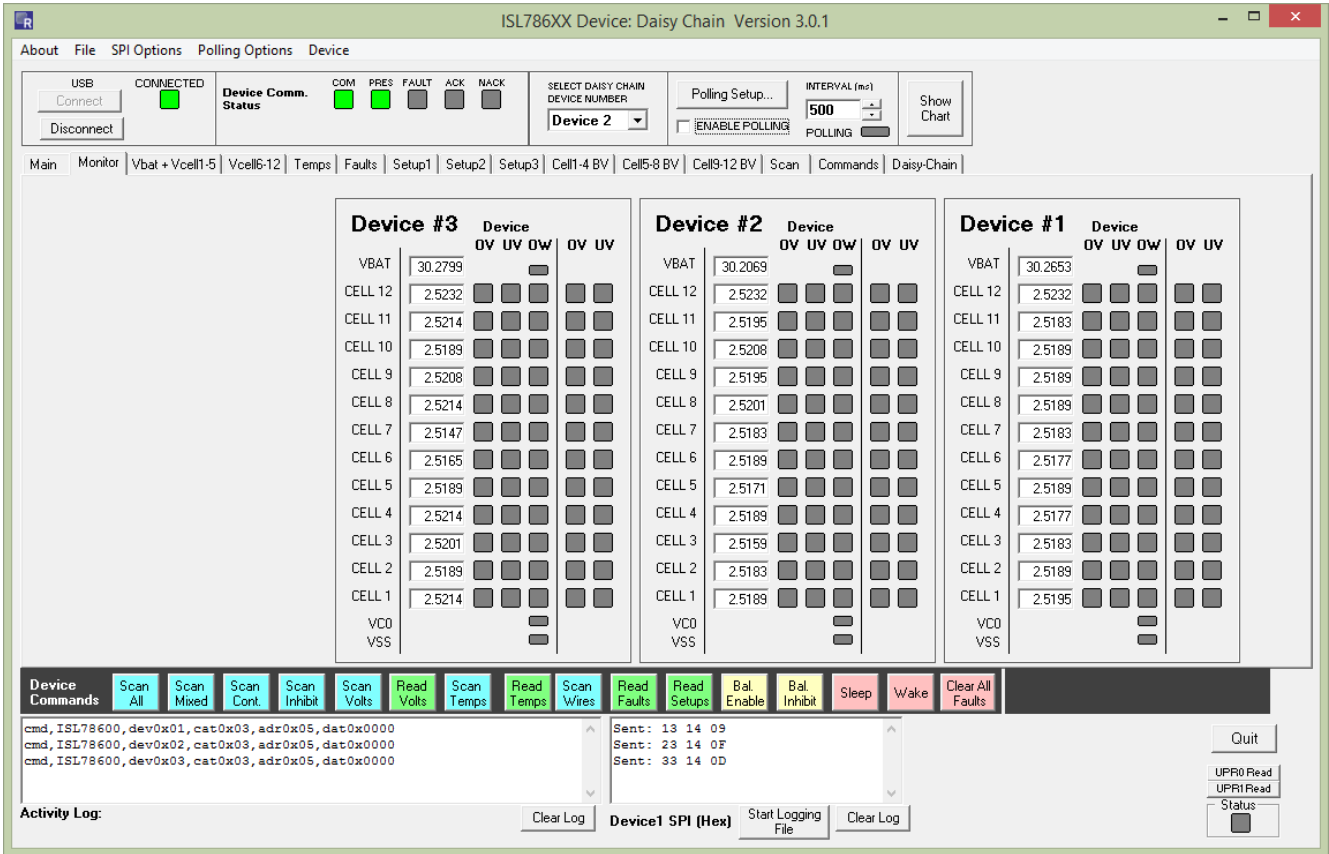 R
ISL786XX Device: Daisy Chain Version 3.0.1
About File SPI Options Polling Options Device
USB
Connect
Disconnect
CONNECTED
Device Comm.
Status
COM PRES FAULT ACK NACK
SELECT DAISY CHAIN
DEVICE NUMBER
Device 2
Polling Setup...
ENABLE POLLING
INTERVAL (ms)
500
POLLING
Show
Chart
Main Monitor Vbat + Vcell1-5 Vcell6-12 Temps Faults Setup1 Setup2 Setup3 Cell1-4 BV Cell5-8 BV Cell9-12 BV Scan Commands Daisy-Chain
Device #3 Device
OV UV OW OV UV
VBAT 30.2799
CELL 12 2.5232
CELL 11 2.5214
CELL 10 2.5189
CELL 9 2.5208
CELL 8 2.5214
CELL 7 2.5147
CELL 6 2.5165
CELL 5 2.5189
CELL 4 2.5214
CELL 3 2.5201
CELL 2 2.5189
CELL 1 2.5214
VC0
VSS
Device #2 Device
OV UV OW OV UV
VBAT 30.2069
CELL 12 2.5232
CELL 11 2.5195
CELL 10 2.5208
CELL 9 2.5195
CELL 8 2.5201
CELL 7 2.5183
CELL 6 2.5189
CELL 5 2.5171
CELL 4 2.5189
CELL 3 2.5159
CELL 2 2.5183
CELL 1 2.5189
VC0
VSS
Device #1 Device
OV UV OW OV UV
VBAT 30.2653
CELL 12 2.5232
CELL 11 2.5183
CELL 10 2.5189
CELL 9 2.5189
CELL 8 2.5189
CELL 7 2.5183
CELL 6 2.5177
CELL 5 2.5189
CELL 4 2.5177
CELL 3 2.5183
CELL 2 2.5189
CELL 1 2.5195
VC0
VSS
Device
Commands
Scan
All
Scan
Mixed
Scan
Cont.
Scan
Inhibit
Scan
Volts
Read
Volts
Scan
Temps
Read
Temps
Scan
Wires
Read
Faults
Read
Setups
Bal.
Enable
Bal.
Inhibit
Sleep
Wake
Clear All
Faults
cmd,ISL78600,dev0x01,cat0x03,adr0x05,dat0x0000
cmd,ISL78600,dev0x02,cat0x03,adr0x05,dat0x0000
cmd,ISL78600,dev0x03,cat0x03,adr0x05,dat0x0000
Sent: 13 14 09
Sent: 23 14 0F
Sent: 33 14 0D
Quit
UPR0 Read
UPR1 Read
Status
Activity Log:
Clear Log
Device1 SPI (Hex)
Start Logging
File
Clear Log